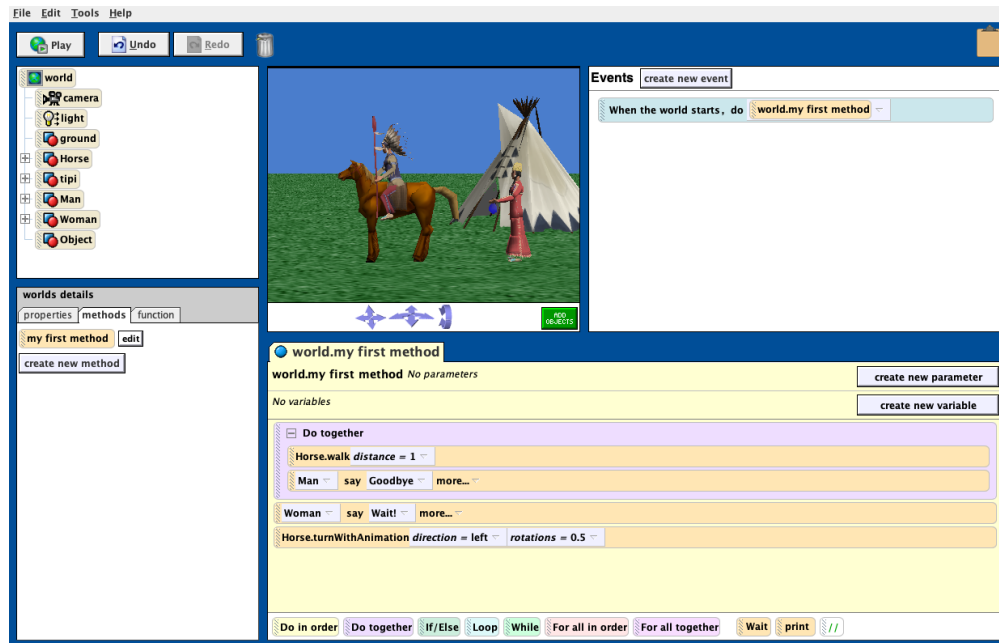 File Edit Tools Help
Play Undo Redo
world
camera
light
ground
Horse
tipi
Man
Woman
Object
ADD
OBJECTS
Events create new event
When the world starts, do world.my first method
worlds details
properties methods function
my first method edit
create new method
world.my first method
world.my first method No parameters create new parameter
No variables create new variable
Do together
Horse.walk distance = 1
Man say Goodbye more...
Woman say Wait! more...
Horse.turnWithAnimation direction = left rotations = 0.5
Do in order Do together If/Else Loop While For all in order For all together Wait print //